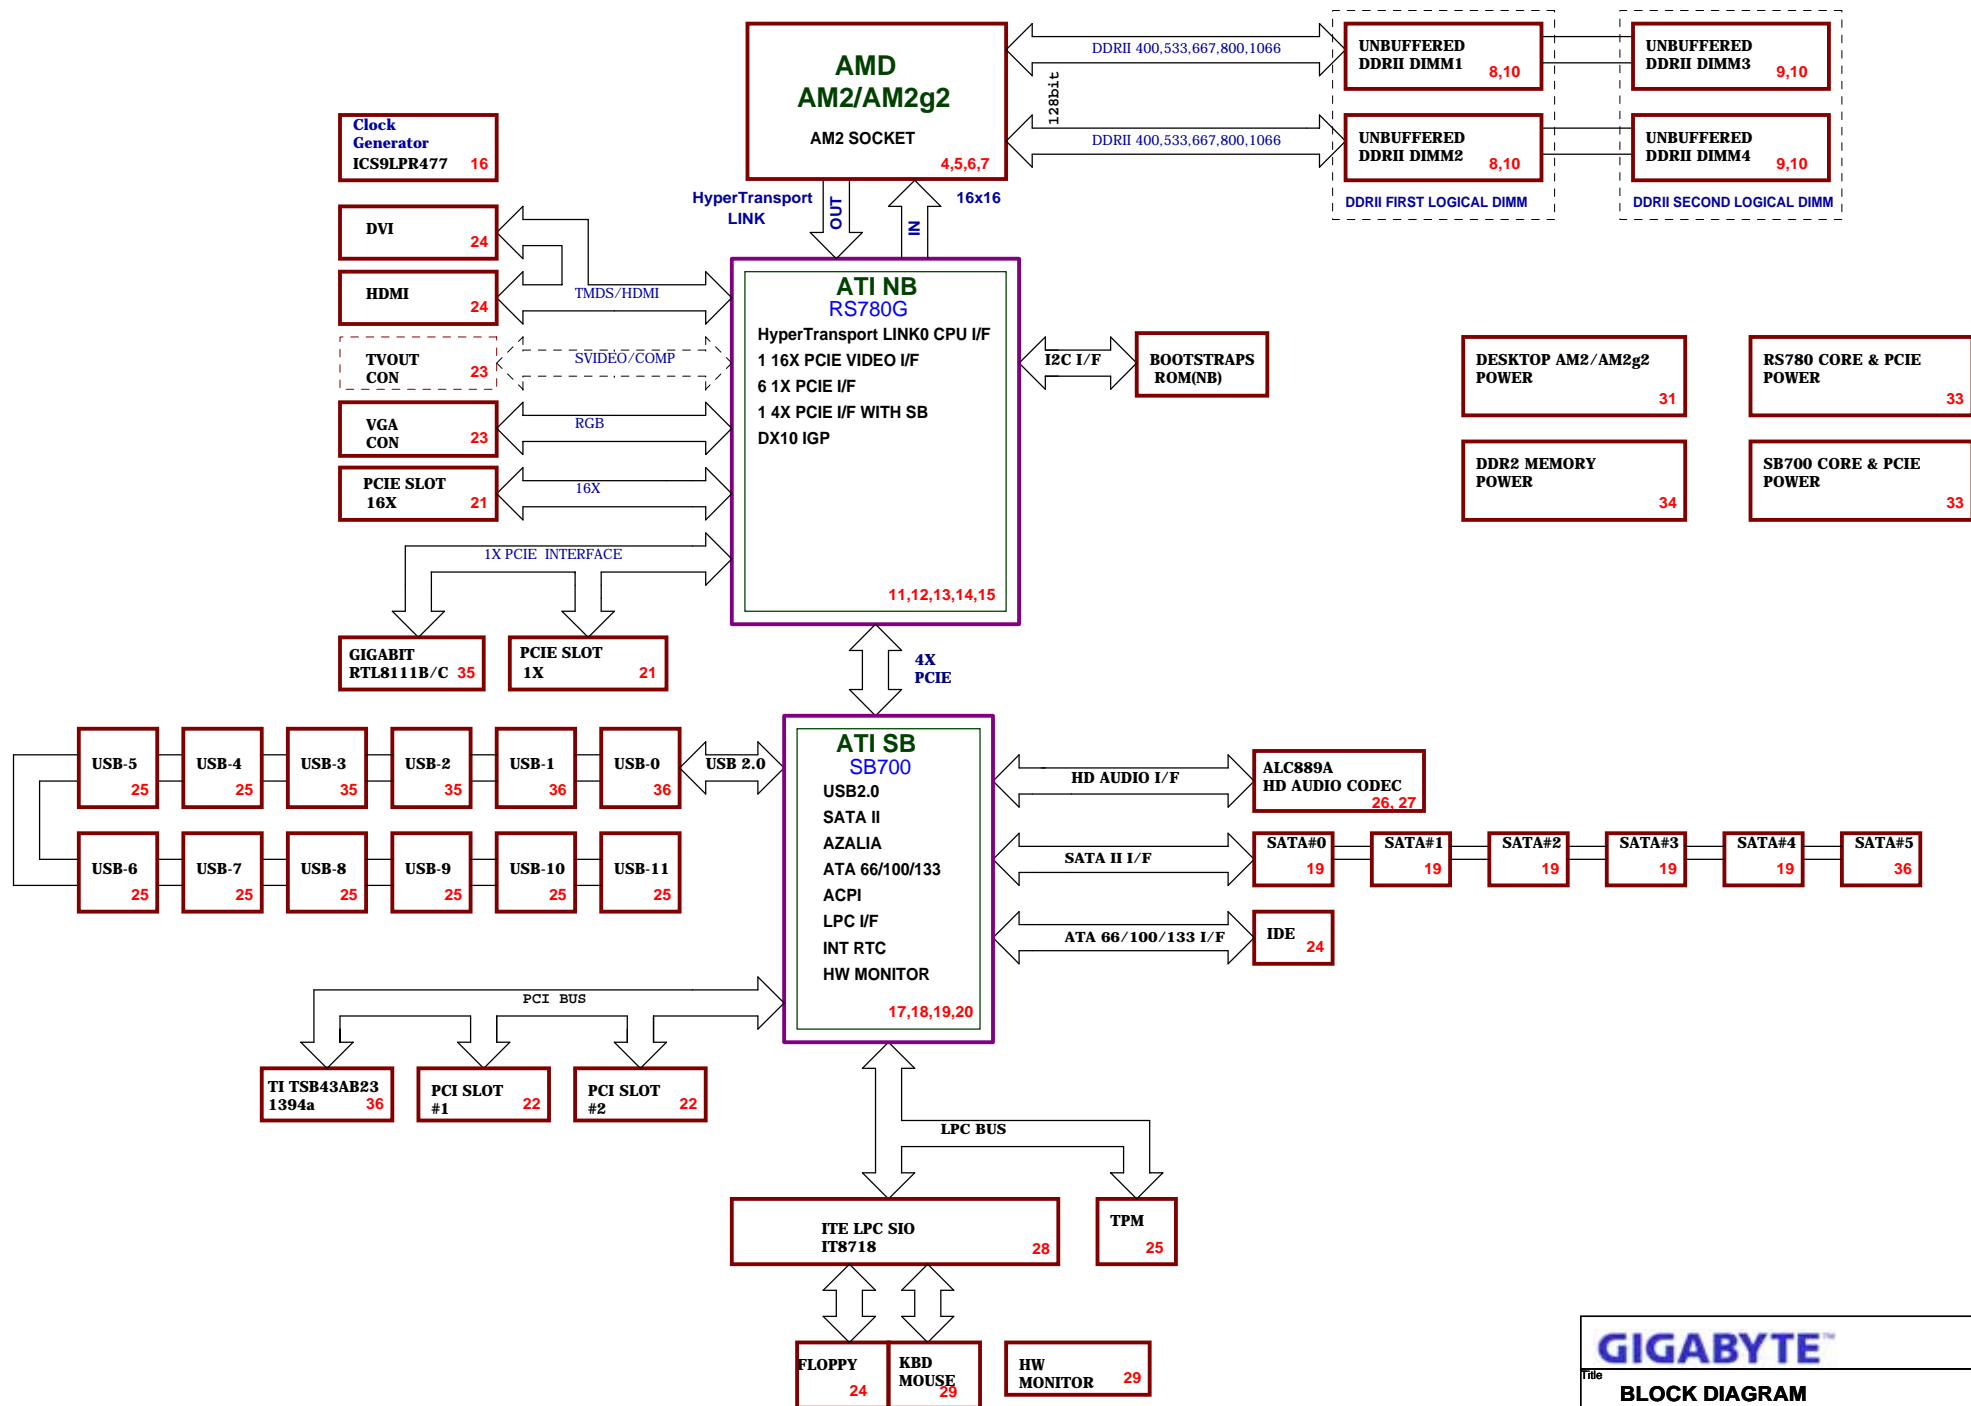 AMD
AM2/AM2g2
AM2 SOCKET
4,5,6,7
DDRII 400,533,667,800,1066
128bit
DDRII 400,533,667,800,1066
UNBUFFERED
DDRII DIMM1
8,10
UNBUFFERED
DDRII DIMM3
9,10
UNBUFFERED
DDRII DIMM2
8,10
UNBUFFERED
DDRII DIMM4
9,10
DDRII FIRST LOGICAL DIMM
DDRII SECOND LOGICAL DIMM
Clock
Generator
ICS9LPR477 16
HyperTransport
LINK
OUT
IN
16x16
DVI
24
HDMI
24
TMDS/HDMI
TVOUT
CON
23
SVIDEO/COMP
VGA
CON
23
RGB
PCIE SLOT
16X
21
16X
1X PCIE INTERFACE
GIGABIT
RTL8111B/C 35
PCIE SLOT
1X
21
ATI NB
RS780G
HyperTransport LINK0 CPU I/F
1 16X PCIE VIDEO I/F
6 1X PCIE I/F
1 4X PCIE I/F WITH SB
DX10 IGP
11,12,13,14,15
I2C I/F
BOOTSTRAPS
ROM(NB)
DESKTOP AM2/AM2g2
POWER
31
RS780 CORE & PCIE
POWER
33
DDR2 MEMORY
POWER
34
SB700 CORE & PCIE
POWER
33
4X
PCIE
USB-5
25
USB-4
25
USB-3
35
USB-2
35
USB-1
36
USB-0
36
USB 2.0
USB-6
25
USB-7
25
USB-8
25
USB-9
25
USB-10
25
USB-11
25
ATI SB
SB700
USB2.0
SATA II
AZALIA
ATA 66/100/133
ACPI
LPC I/F
INT RTC
HW MONITOR
17,18,19,20
HD AUDIO I/F
ALC889A
HD AUDIO CODEC
26, 27
SATA II I/F
SATA#0
19
SATA#1
19
SATA#2
19
SATA#3
19
SATA#4
19
SATA#5
36
ATA 66/100/133 I/F
IDE
24
PCI BUS
TI TSB43AB23
1394a
36
PCI SLOT
#1
22
PCI SLOT
#2
22
LPC BUS
ITE LPC SIO
IT8718
28
TPM
25
FLOPPY
24
KBD
MOUSE
29
HW
MONITOR
29
GIGABYTE™
Title
BLOCK DIAGRAM